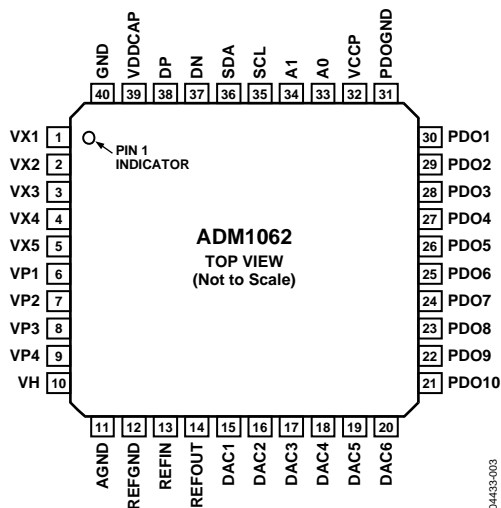 GND
VDDCAP
DP
DN
SDA
SCL
A1
A0
VCCP
PDOGND
40
39
38
37
36
35
34
33
32
31
VX1 1
VX2 2
VX3 3
VX4 4
VX5 5
VP1 6
VP2 7
VP3 8
VP4 9
VH 10
PIN 1
INDICATOR
ADM1062
TOP VIEW
(Not to Scale)
30 PDO1
29 PDO2
28 PDO3
27 PDO4
26 PDO5
25 PDO6
24 PDO7
23 PDO8
22 PDO9
21 PDO10
11
12
13
14
15
16
17
18
19
20
AGND
REFGND
REFIN
REFOUT
DAC1
DAC2
DAC3
DAC4
DAC5
DAC6
04433-003